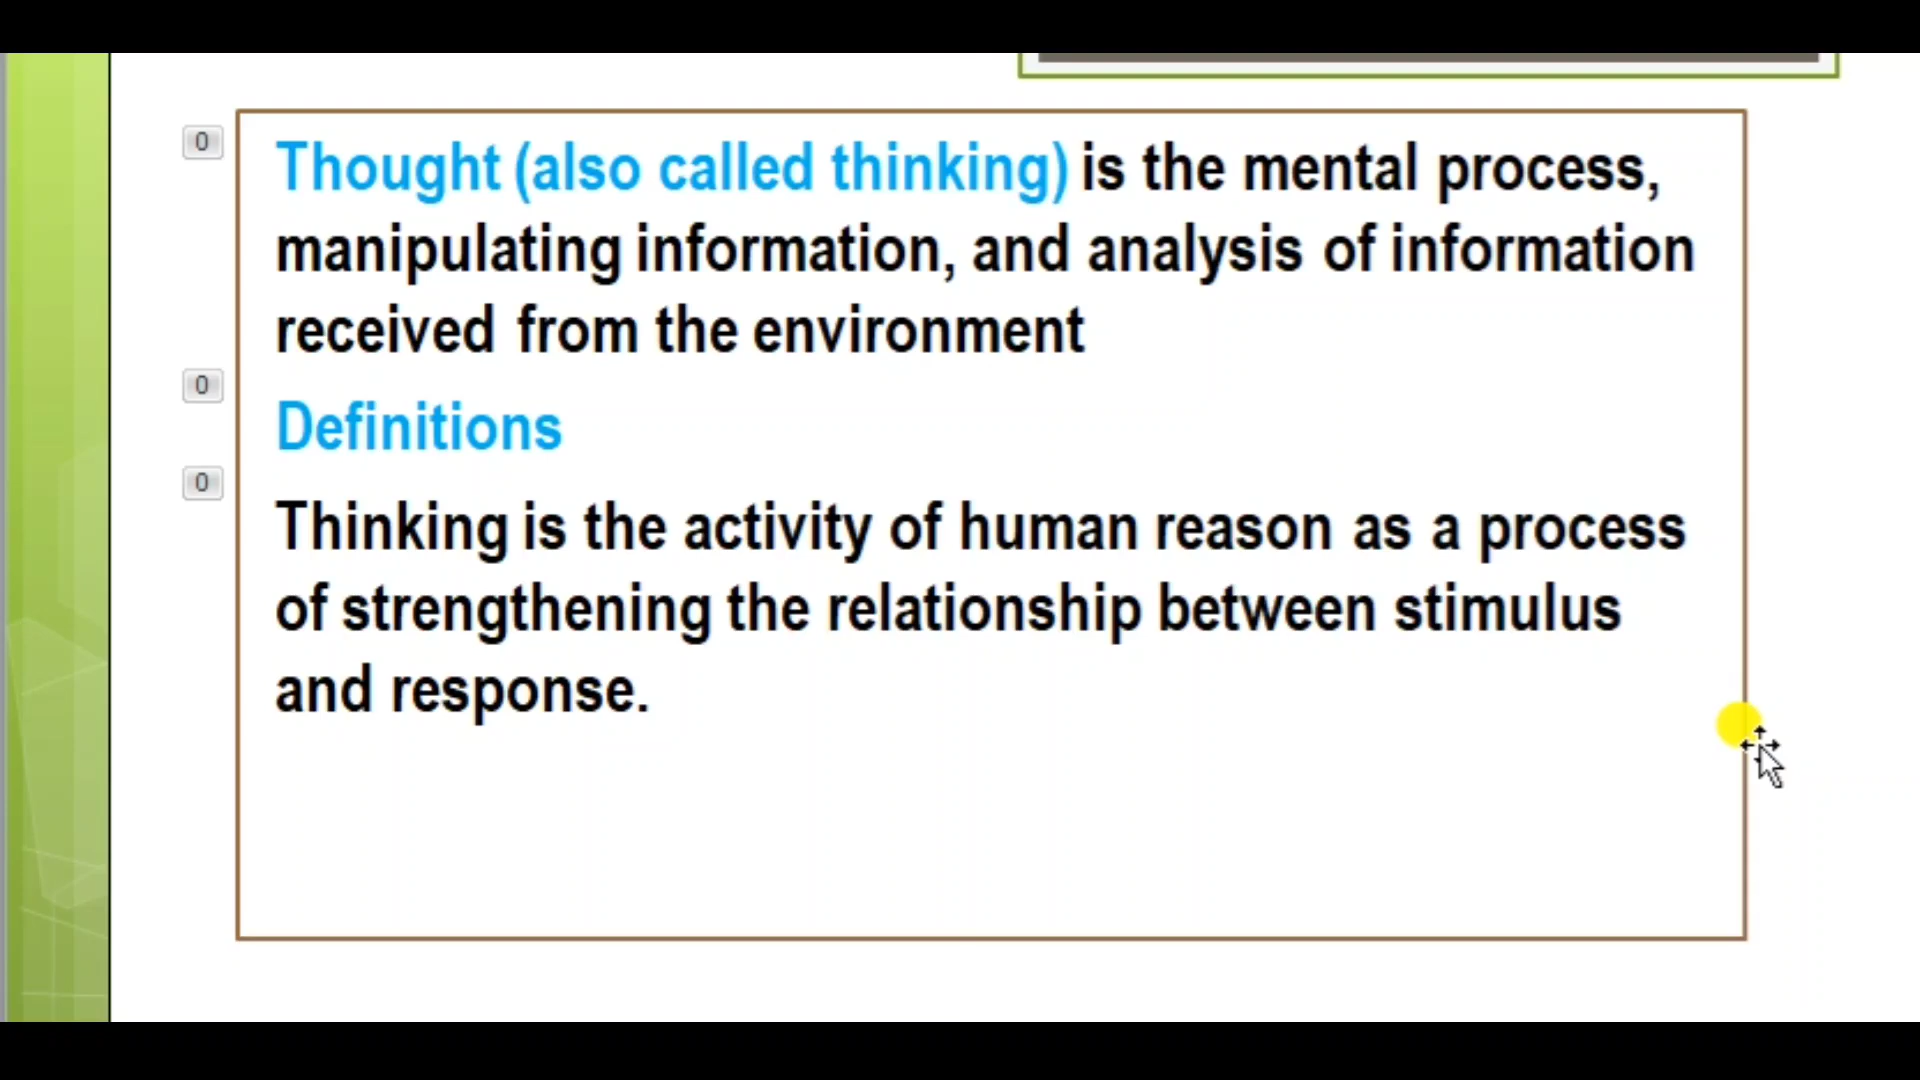 0
Thought (also called thinking) is the mental process,
manipulating information, and analysis of information
received from the environment
0
Definitions
0
Thinking is the activity of human reason as a process
of strengthening the relationship between stimulus
and response.